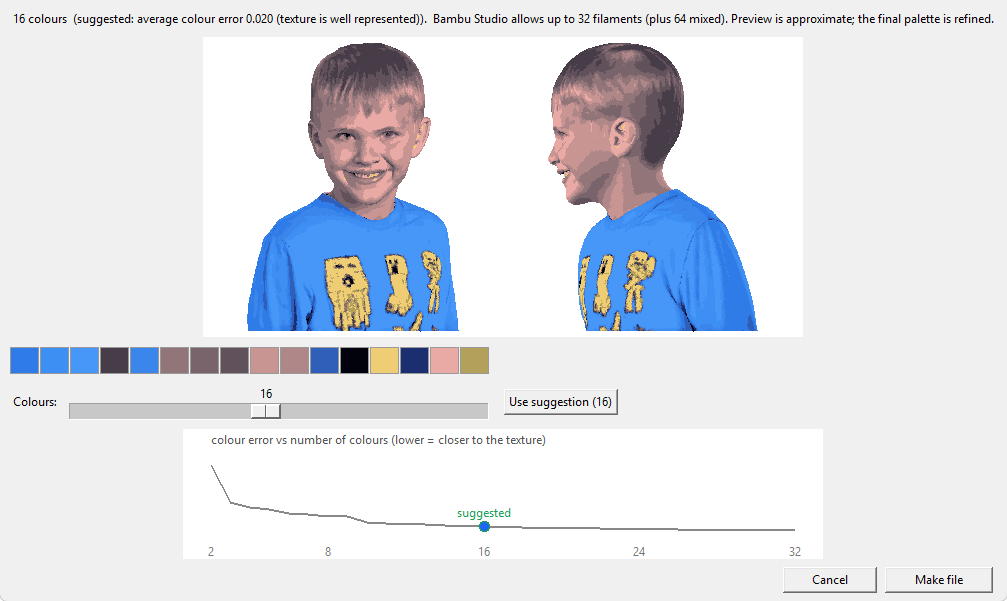 16 colours  (suggested: average colour error 0.020 (texture is well represented)).  Bambu Studio allows up to 32 filaments (plus 64 mixed). Preview is approximate; the final palette is refined.
16
Colours:
Use suggestion (16)
colour error vs number of colours (lower = closer to the texture)
suggested
2 8 16 24 32
Cancel
Make file